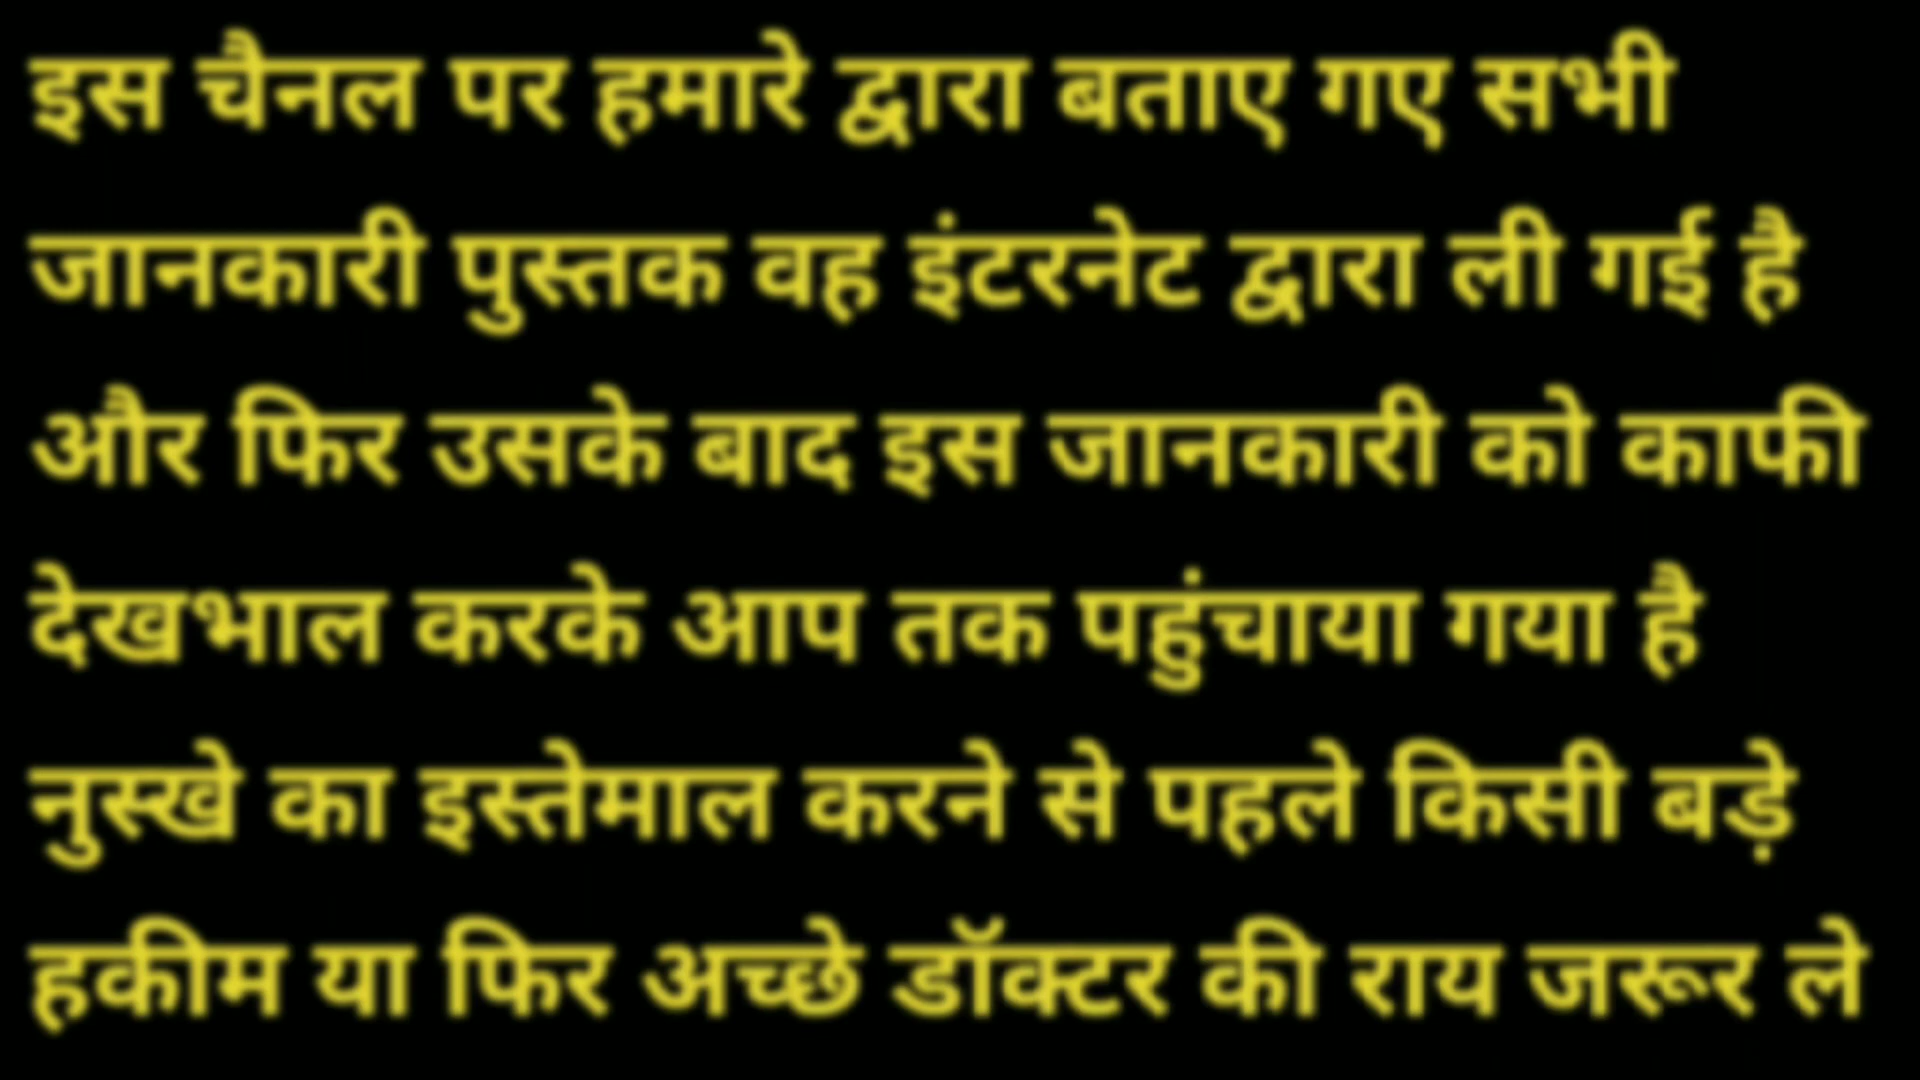 इस चैनल पर हमारे द्वारा बताए गए सभी
जानकारी पुस्तक वह इंटरनेट द्वारा ली गई है
और फिर उसके बाद इस जानकारी को काफी
देखभाल करके आप तक पहुंचाया गया है
नुस्खे का इस्तेमाल करने से पहले किसी बड़े
हकीम या फिर अच्छे डॉक्टर की राय जरूर ले